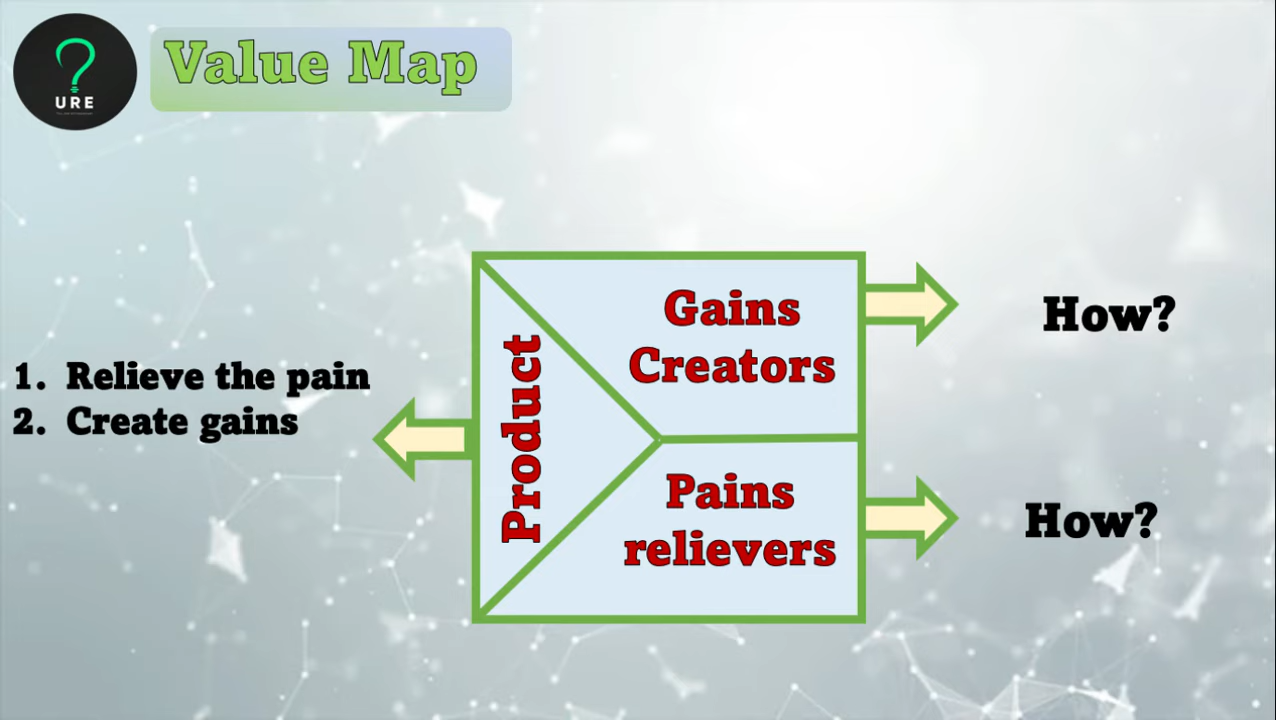 URE
Value Map
Gains
Creators
How?
1. Relieve the pain
2. Create gains
Product
Pains
relievers
How?